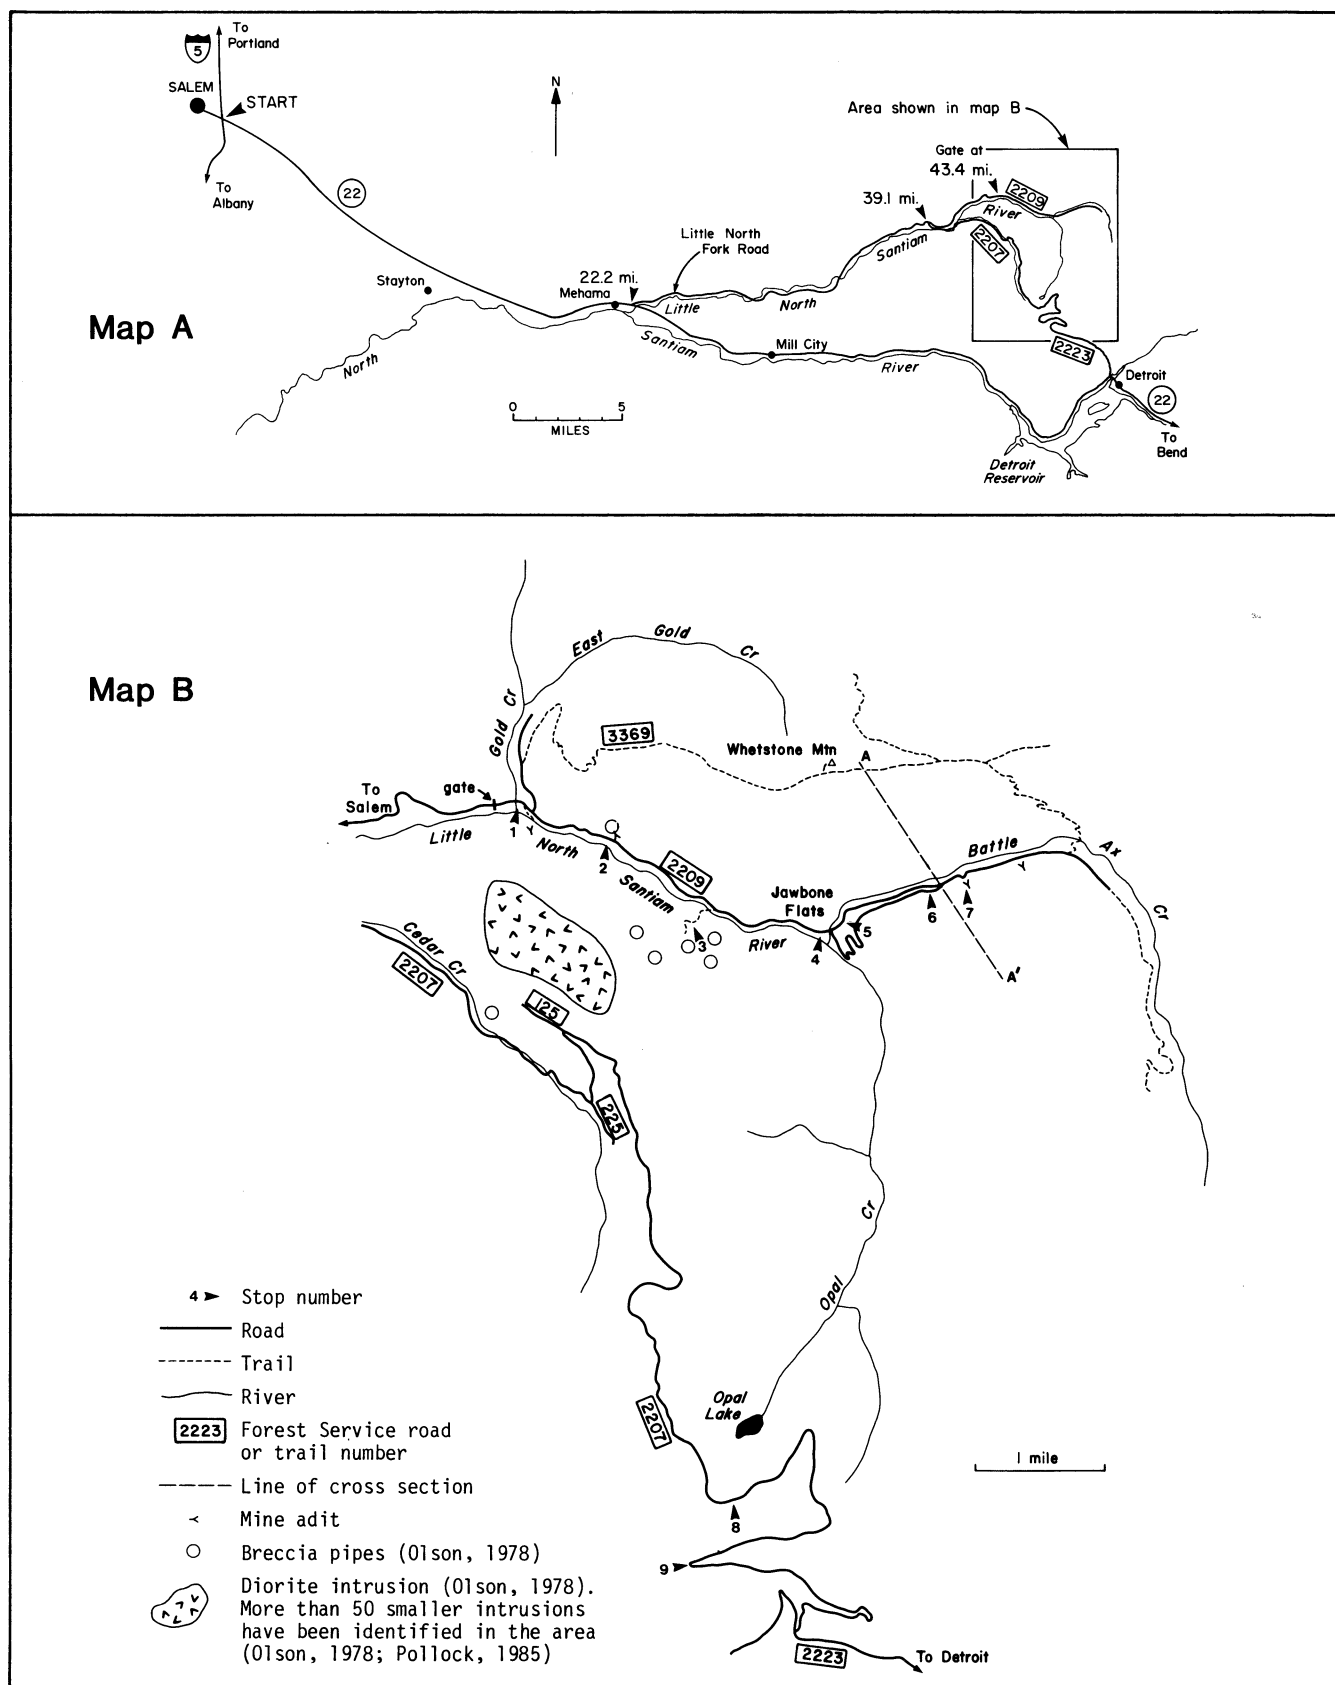 To
Portland
5
SALEM
START
To
Albany
22
N
Area shown in map B
Gate at
43.4 mi.
2209
39.1 mi.
River
2207
Santiam
Little North
Fork Road
Stayton
22.2 mi.
Mehama
Little
North
Map A
Santiam
Mill City
River
2223
North
Detroit
22
0 5
MILES
To
Bend
Detroit
Reservoir
Map B
East Gold Cr
Gold Cr
3369
Whetstone Mtn
A
To
Salem
gate
1
Little North Santiam River
2
2209
Battle Ax Cr
Jawbone
Flats
3
4
5
6
7
A'
Cedar Cr
2207
125
225
Opal Cr
Opal
Lake
2207
1 mile
8
9
2223
To Detroit
4 Stop number
Road
Trail
River
2223 Forest Service road
or trail number
Line of cross section
Mine adit
Breccia pipes (Olson, 1978)
Diorite intrusion (Olson, 1978).
More than 50 smaller intrusions
have been identified in the area
(Olson, 1978; Pollock, 1985)